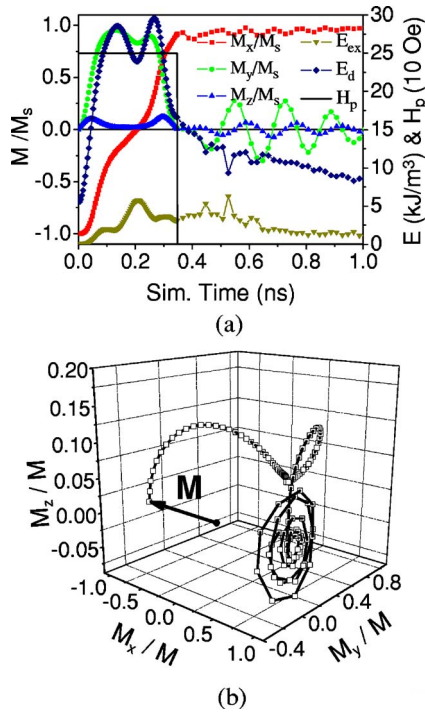 M /M_s
1.0
0.5
0.0
-0.5
-1.0
M_x/M_s
M_y/M_s
M_z/M_s
E_ex
E_d
H_p
30
25
20
15
10
5
0
E (kJ/m³) & H_p (10 Oe)
0.0 0.2 0.4 0.6 0.8 1.0
Sim. Time (ns)
(a)
M_z / M
0.20
0.15
0.10
0.05
0.00
-0.05
M
-1.0 -0.5 0.0 0.5 1.0
M_x / M
-0.4 0.0 0.4 0.8
M_y / M
(b)